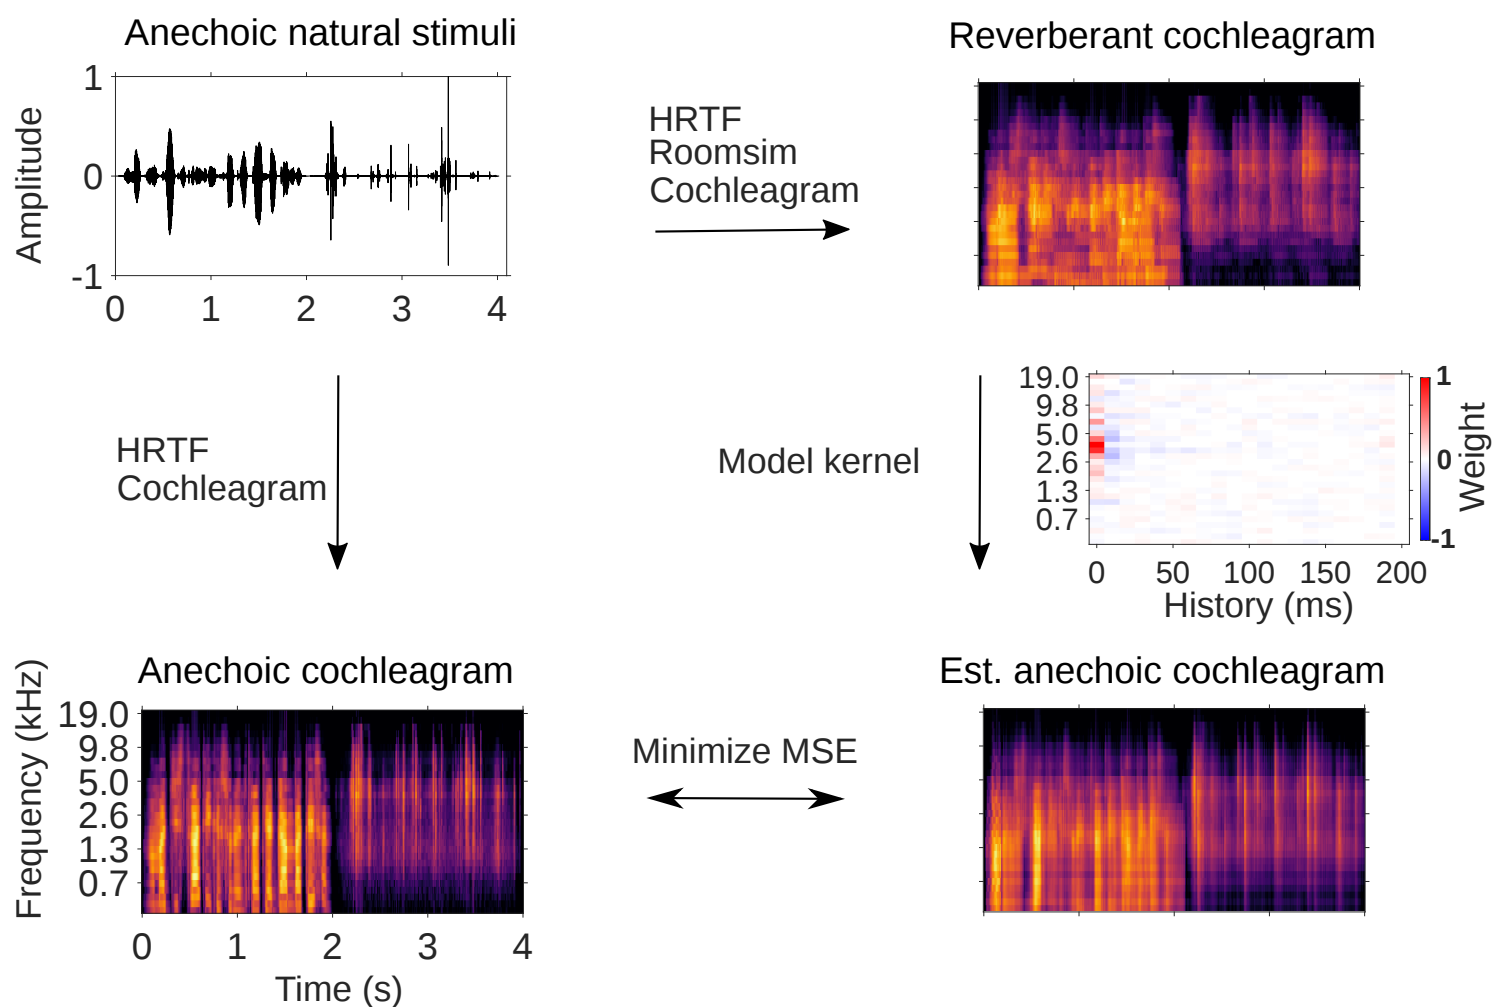 Anechoic natural stimuli
Amplitude
1
0
-1
0 1 2 3 4
HRTF
Roomsim
Cochleagram
Reverberant cochleagram
HRTF
Cochleagram
Model kernel
19.0
9.8
5.0
2.6
1.3
0.7
0 50 100 150 200
History (ms)
1
0
-1
Weight
Anechoic cochleagram
Frequency (kHz)
19.0
9.8
5.0
2.6
1.3
0.7
0 1 2 3 4
Time (s)
Minimize MSE
Est. anechoic cochleagram